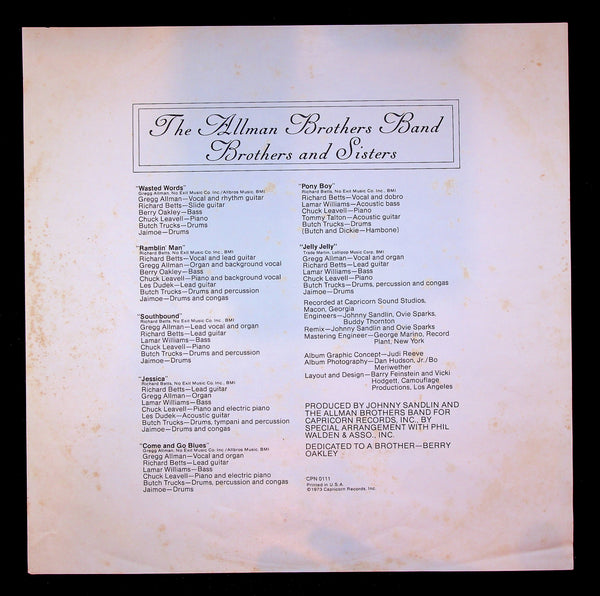 The Allman Brothers Band
Brothers and Sisters
"Wasted Words"
Gregg Allman, No Exit Music Co. Inc./Allbros Music, BMI
Gregg Allman—Vocal and rhythm guitar
Richard Betts—Slide guitar
Berry Oakley—Bass
Chuck Leavell—Piano
Butch Trucks—Drums
Jaimoe—Drums
"Ramblin' Man"
Richard Betts, No Exit Music Co. Inc., BMI
Richard Betts—Vocal and lead guitar
Gregg Allman—Organ and background vocal
Berry Oakley—Bass
Chuck Leavell—Piano and background vocal
Les Dudek—Lead guitar
Butch Trucks—Drums and percussion
Jaimoe—Drums and congas
"Southbound"
Richard Betts, No Exit Music Co. Inc., BMI
Gregg Allman—Lead vocal and organ
Richard Betts—Lead guitar
Lamar Williams—Bass
Chuck Leavell—Piano
Butch Trucks—Drums and percussion
Jaimoe—Drums
"Jessica"
Richard Betts, No Exit Music Co. Inc., BMI
Richard Betts—Lead guitar
Gregg Allman—Organ
Lamar Williams—Bass
Chuck Leavell—Piano and electric piano
Les Dudek—Acoustic guitar
Butch Trucks—Drums, tympani and percussion
Jaimoe—Drums and congas
"Come and Go Blues"
Gregg Allman, No Exit Music Co. Inc./Allbros Music, BMI
Gregg Allman—Vocal and organ
Richard Betts—Lead guitar
Lamar Williams—Bass
Chuck Leavell—Piano and electric piano
Butch Trucks—Drums, percussion and congas
Jaimoe—Drums
"Pony Boy"
Richard Betts, No Exit Music Co. Inc., BMI
Richard Betts—Vocal and dobro
Lamar Williams—Acoustic bass
Chuck Leavell—Piano
Tommy Talton—Acoustic guitar
Butch Trucks—Drums
(Butch and Dickie—Hambone)
"Jelly Jelly"
Trade Martin, Lollipop Music Corp. BMI
Gregg Allman—Vocal and organ
Richard Betts—Lead guitar
Lamar Williams—Bass
Chuck Leavell—Piano
Butch Trucks—Drums, percussion and congas
Jaimoe—Drums
Recorded at Capricorn Sound Studios,
Macon, Georgia
Engineers—Johnny Sandlin, Ovie Sparks,
Buddy Thornton
Remix—Johnny Sandlin and Ovie Sparks
Mastering Engineer—George Marino, Record
Plant, New York
Album Graphic Concept—Judi Reeve
Album Photography—Dan Hudson, Jr./Bo
Meriwether
Layout and Design—Barry Feinstein and Vicki
Hodgett, Camouflage
Productions, Los Angeles
PRODUCED BY JOHNNY SANDLIN AND
THE ALLMAN BROTHERS BAND FOR
CAPRICORN RECORDS, INC., BY
SPECIAL ARRANGEMENT WITH PHIL
WALDEN & ASSO., INC.
DEDICATED TO A BROTHER—BERRY
OAKLEY
CPN 0111
Printed in U.S.A.
©1973 Capricorn Records, Inc.